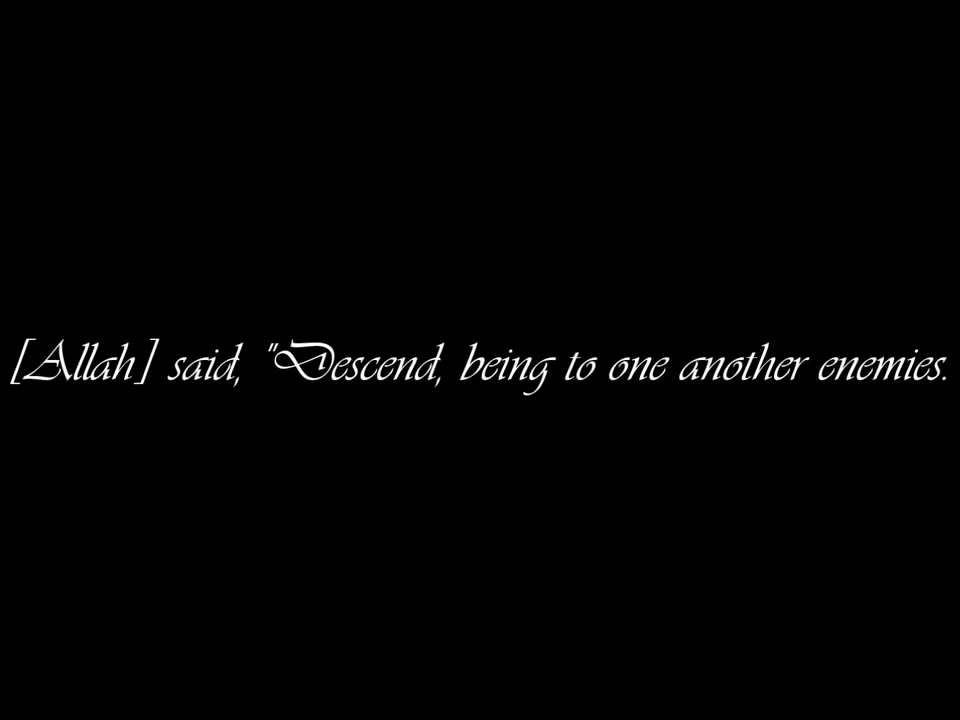 [Allah] said, "Descend, being to one another enemies.